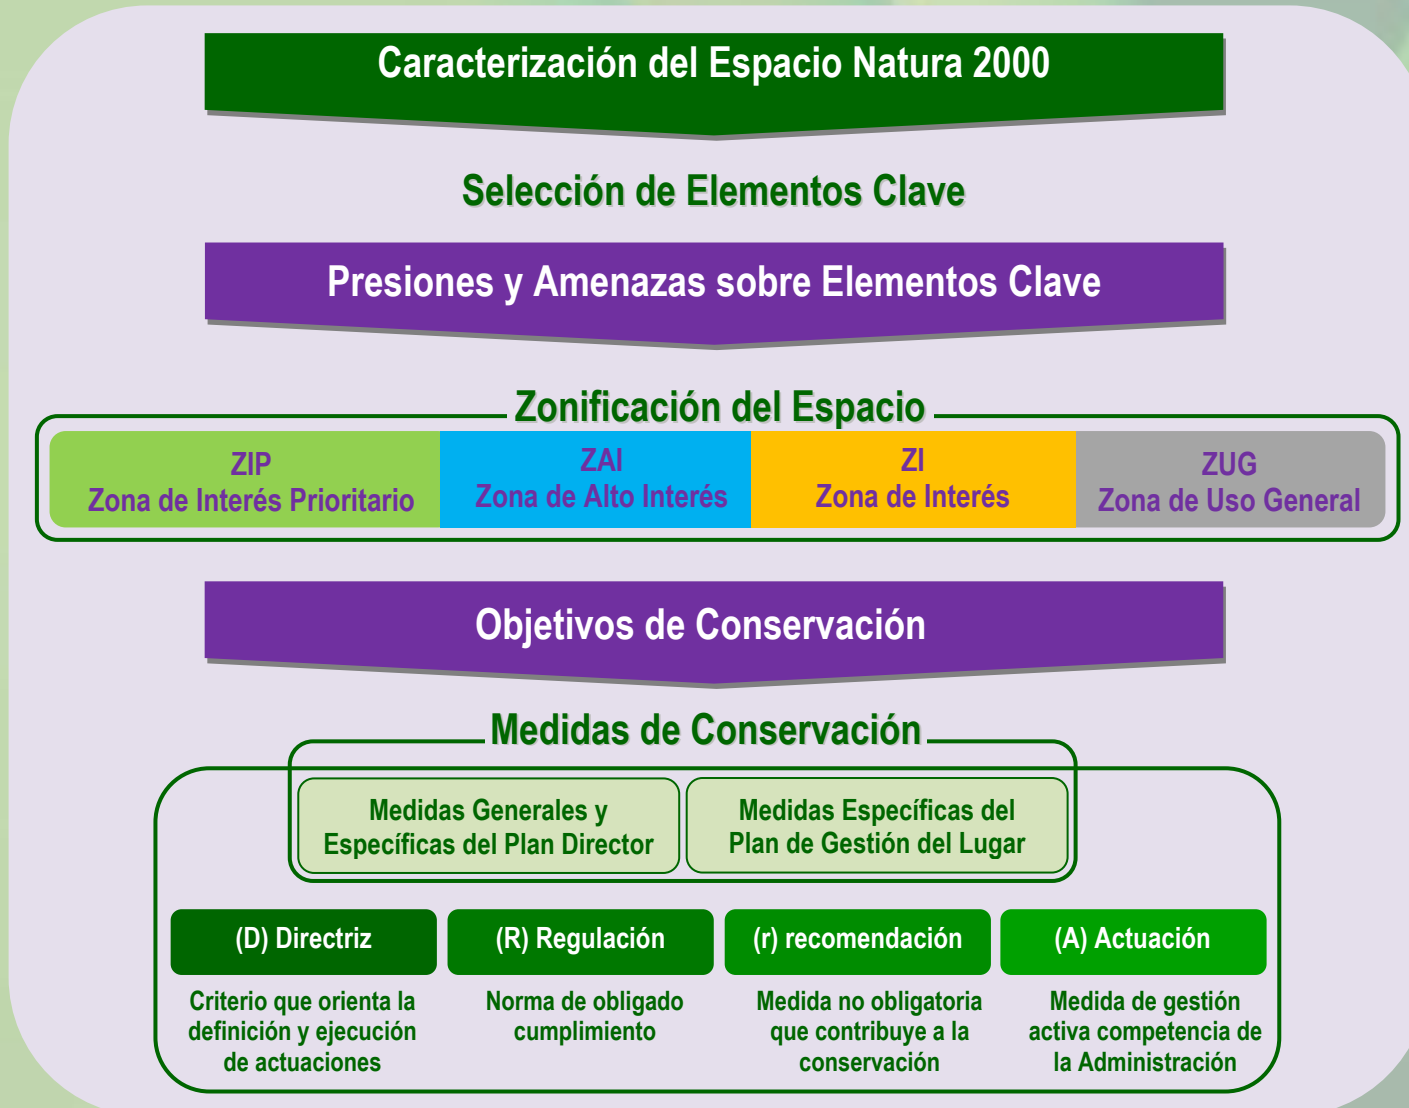 Caracterización del Espacio Natura 2000
Selección de Elementos Clave
Presiones y Amenazas sobre Elementos Clave
Zonificación del Espacio
ZIP
Zona de Interés Prioritario
ZAI
Zona de Alto Interés
ZI
Zona de Interés
ZUG
Zona de Uso General
Objetivos de Conservación
Medidas de Conservación
Medidas Generales y
Específicas del Plan Director
Medidas Específicas del
Plan de Gestión del Lugar
(D) Directriz
Criterio que orienta la
definición y ejecución
de actuaciones
(R) Regulación
Norma de obligado
cumplimiento
(r) recomendación
Medida no obligatoria
que contribuye a la
conservación
(A) Actuación
Medida de gestión
activa competencia de
la Administración